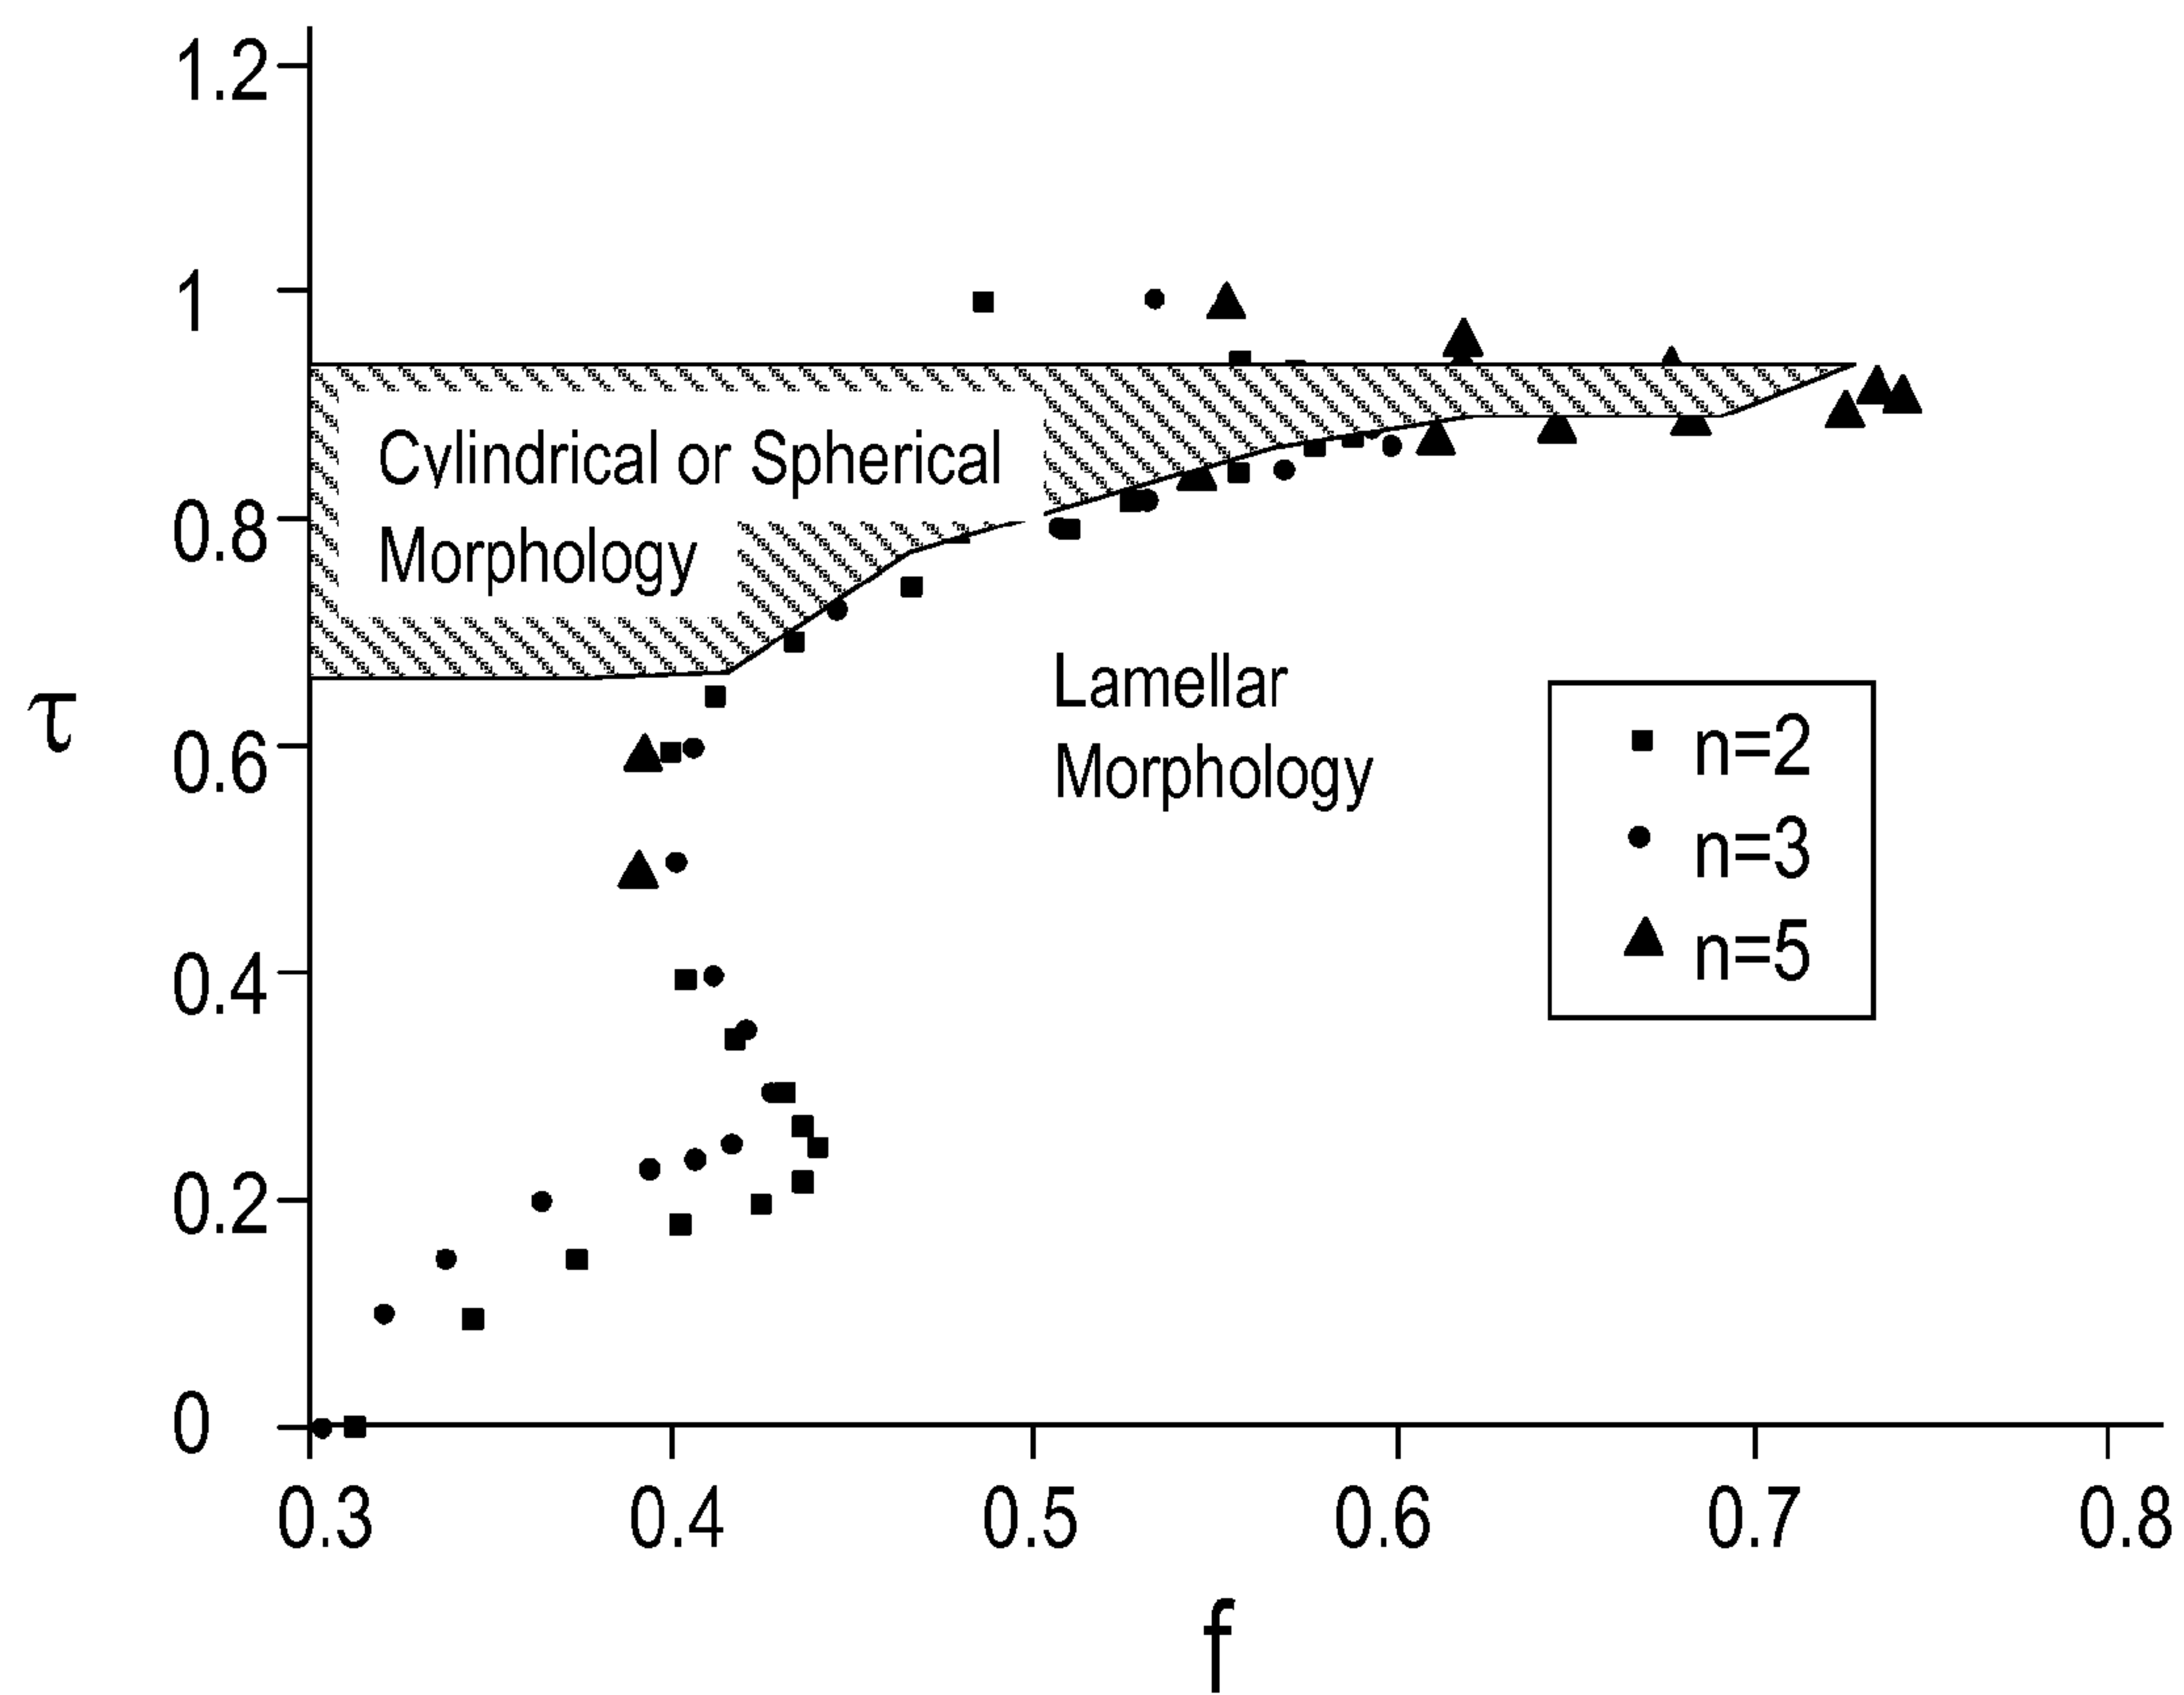 1.2
1
0.8
0.6
0.4
0.2
0
τ
Cylindrical or Spherical
Morphology
Lamellar
Morphology
n=2
n=3
n=5
0.3 0.4 0.5 0.6 0.7 0.8
f